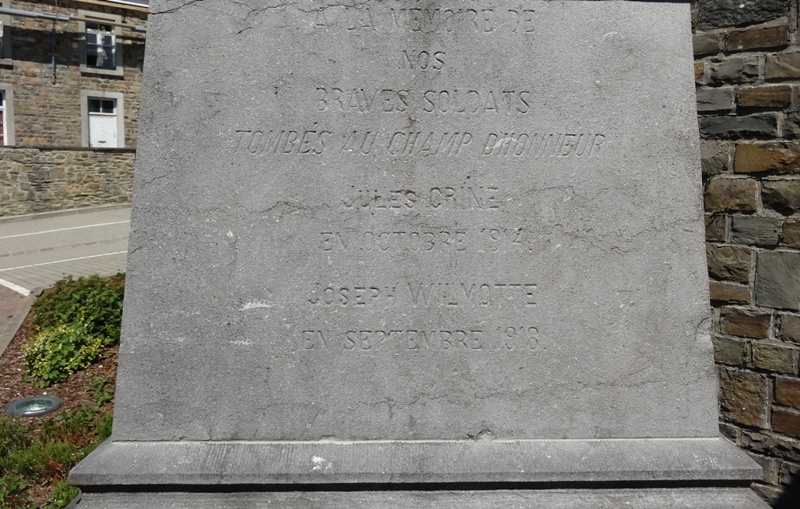 A LA MÉMOIRE DE
NOS
BRAVES SOLDATS
TOMBÉS AU CHAMP D'HONNEUR
JULES CRINE
EN OCTOBRE 1914
JOSEPH WILMOTTE
EN SEPTEMBRE 1918.